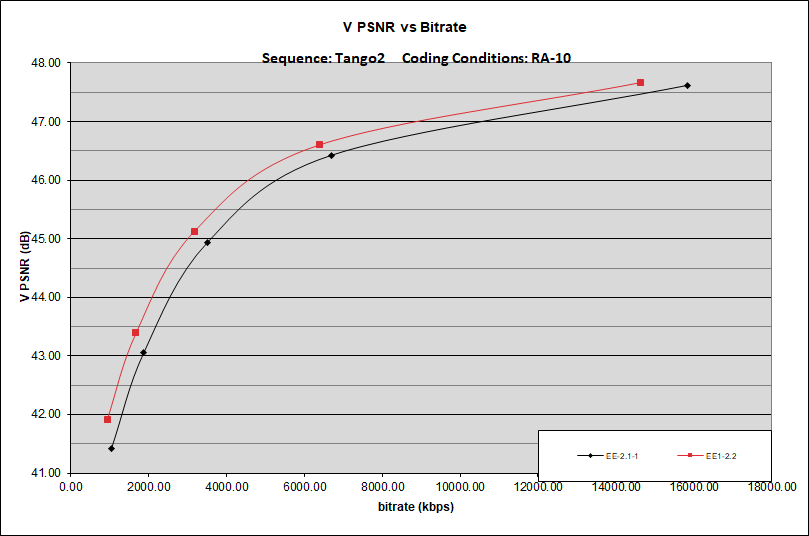 V PSNR vs Bitrate
Sequence: Tango2 Coding Conditions: RA-10
48.00
47.00
46.00
45.00
44.00
43.00
42.00
41.00
V PSNR (dB)
EE-2.1-1 EE1-2.2
0.00 2000.00 4000.00 6000.00 8000.00 10000.00 12000.00 14000.00 16000.00 18000.00
bitrate (kbps)